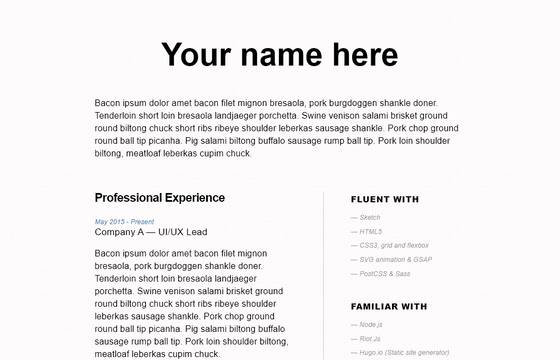 Your name here
Bacon ipsum dolor amet bacon filet mignon bresaola, pork burgdoggen shankle doner.
Tenderloin short loin bresaola landjaeger porchetta. Swine venison salami brisket ground
round biltong chuck short ribs ribeye shoulder leberkas sausage shankle. Pork chop ground
round ball tip picanha. Pig salami biltong buffalo sausage rump ball tip. Pork loin shoulder
biltong, meatloaf leberkas cupim chuck.
Professional Experience
May 2015 - Present
Company A — UI/UX Lead
Bacon ipsum dolor amet bacon filet mignon
bresaola, pork burgdoggen shankle doner.
Tenderloin short loin bresaola landjaeger
porchetta. Swine venison salami brisket ground
round biltong chuck short ribs ribeye shoulder
leberkas sausage shankle. Pork chop ground
round ball tip picanha. Pig salami biltong buffalo
sausage rump ball tip. Pork loin shoulder biltong,
meatloaf leberkas cupim chuck.
FLUENT WITH
— Sketch
— HTML5
— CSS3, grid and flexbox
— SVG animation & GSAP
— PostCSS & Sass
FAMILIAR WITH
— Node.js
— Riot.Js
— Hugo.io (Static site generator)